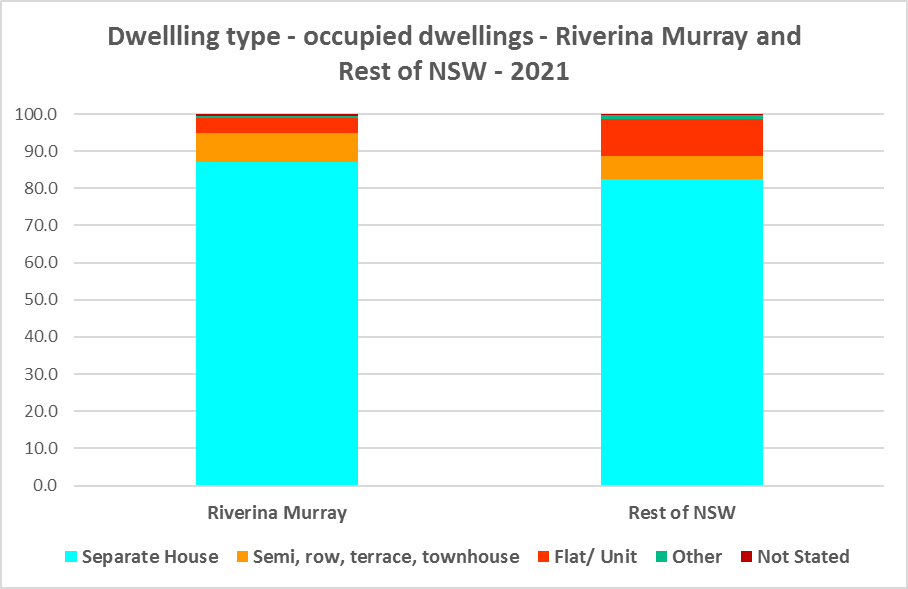 Dwellling type - occupied dwellings - Riverina Murray and
Rest of NSW - 2021
100.0
90.0
80.0
70.0
60.0
50.0
40.0
30.0
20.0
10.0
0.0
Riverina Murray Rest of NSW
Separate House Semi, row, terrace, townhouse Flat/ Unit Other Not Stated